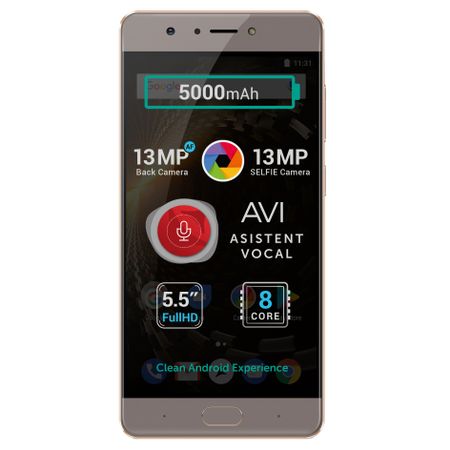 11:31
Google
5000mAh
13MP AF
Back Camera
13MP
SELFIE Camera
AVI
ASISTENT
VOCAL
5.5”
FullHD
8
CORE
Clean Android Experience